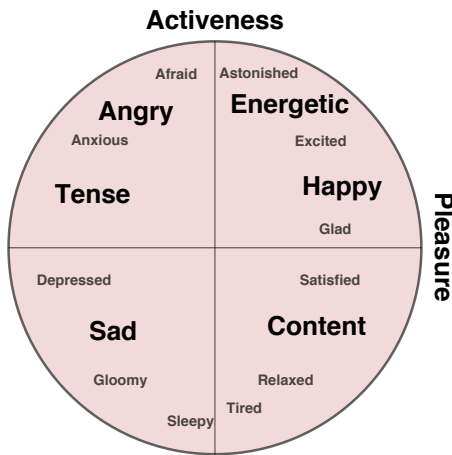 Activeness
Afraid
Astonished
Angry
Energetic
Anxious
Excited
Tense
Happy
Pleasure
Glad
Depressed
Satisfied
Sad
Content
Gloomy
Relaxed
Tired
Sleepy